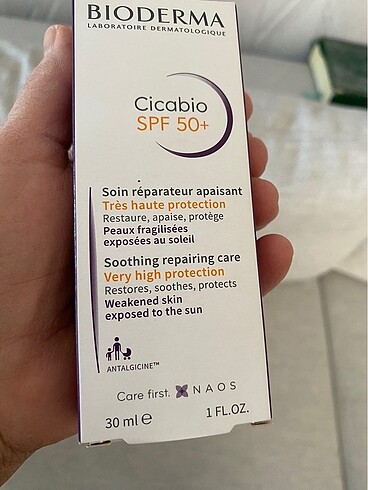 BIODERMA
LABORATOIRE DERMATOLOGIQUE
Cicabio
SPF 50+
Soin réparateur apaisant
Très haute protection
Restaure, apaise, protège
Peaux fragilisées
exposées au soleil
Soothing repairing care
Very high protection
Restores, soothes, protects
Weakened skin
exposed to the sun
ANTALGICINE™
Care first. NAOS
30 ml ℮ 1 FL.OZ.